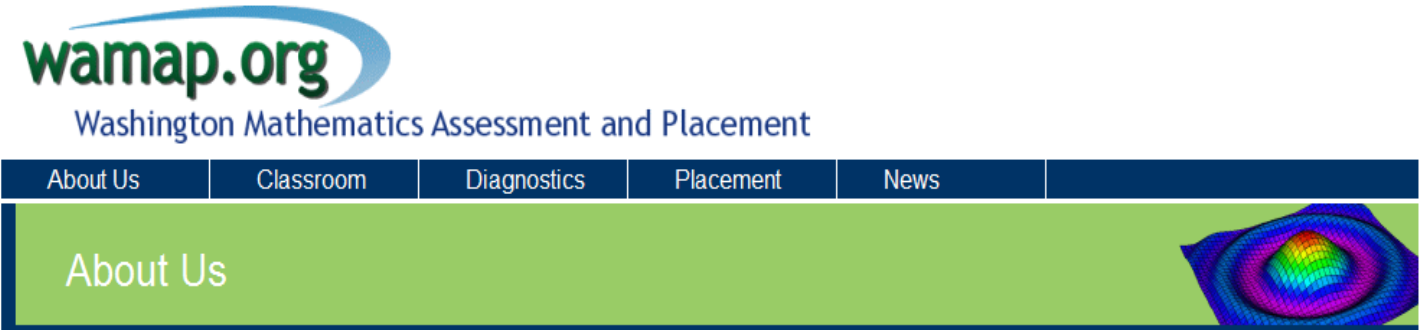 wamap.org
Washington Mathematics Assessment and Placement
About Us Classroom Diagnostics Placement News
About Us